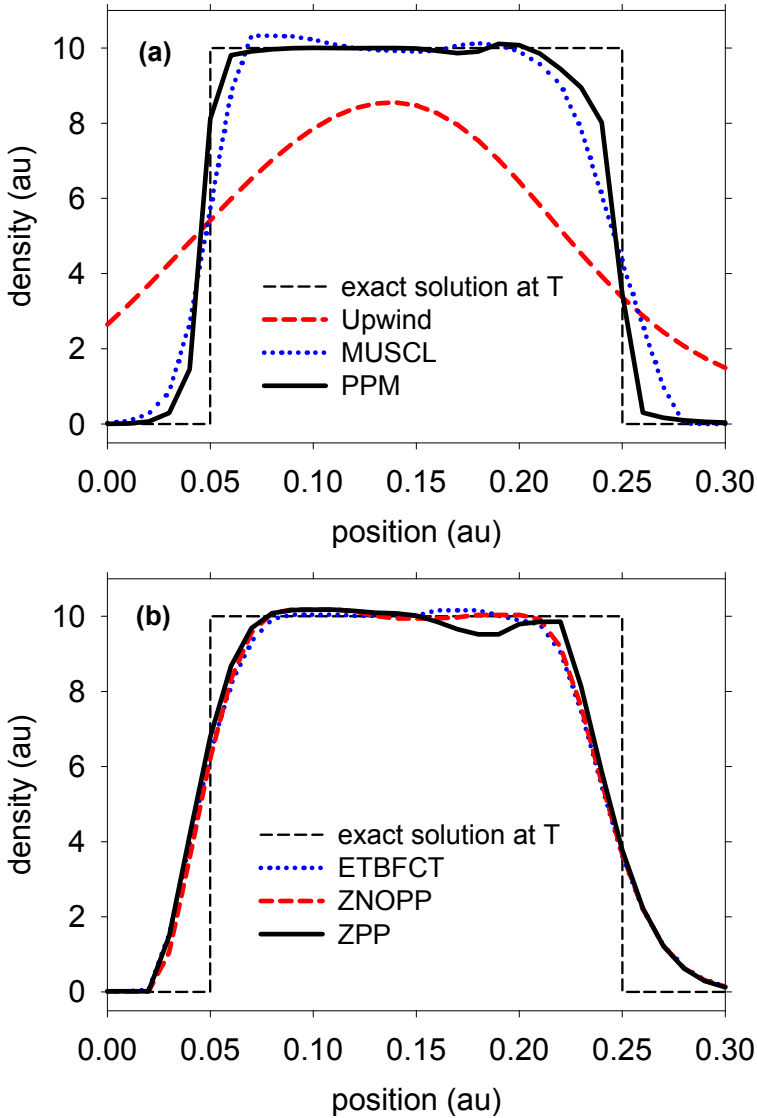 (a)
10
8
6
4
2
0
density (au)
exact solution at T
Upwind
MUSCL
PPM
0.00 0.05 0.10 0.15 0.20 0.25 0.30
position (au)
(b)
10
8
6
4
2
0
density (au)
exact solution at T
ETBFCT
ZNOPP
ZPP
0.00 0.05 0.10 0.15 0.20 0.25 0.30
position (au)